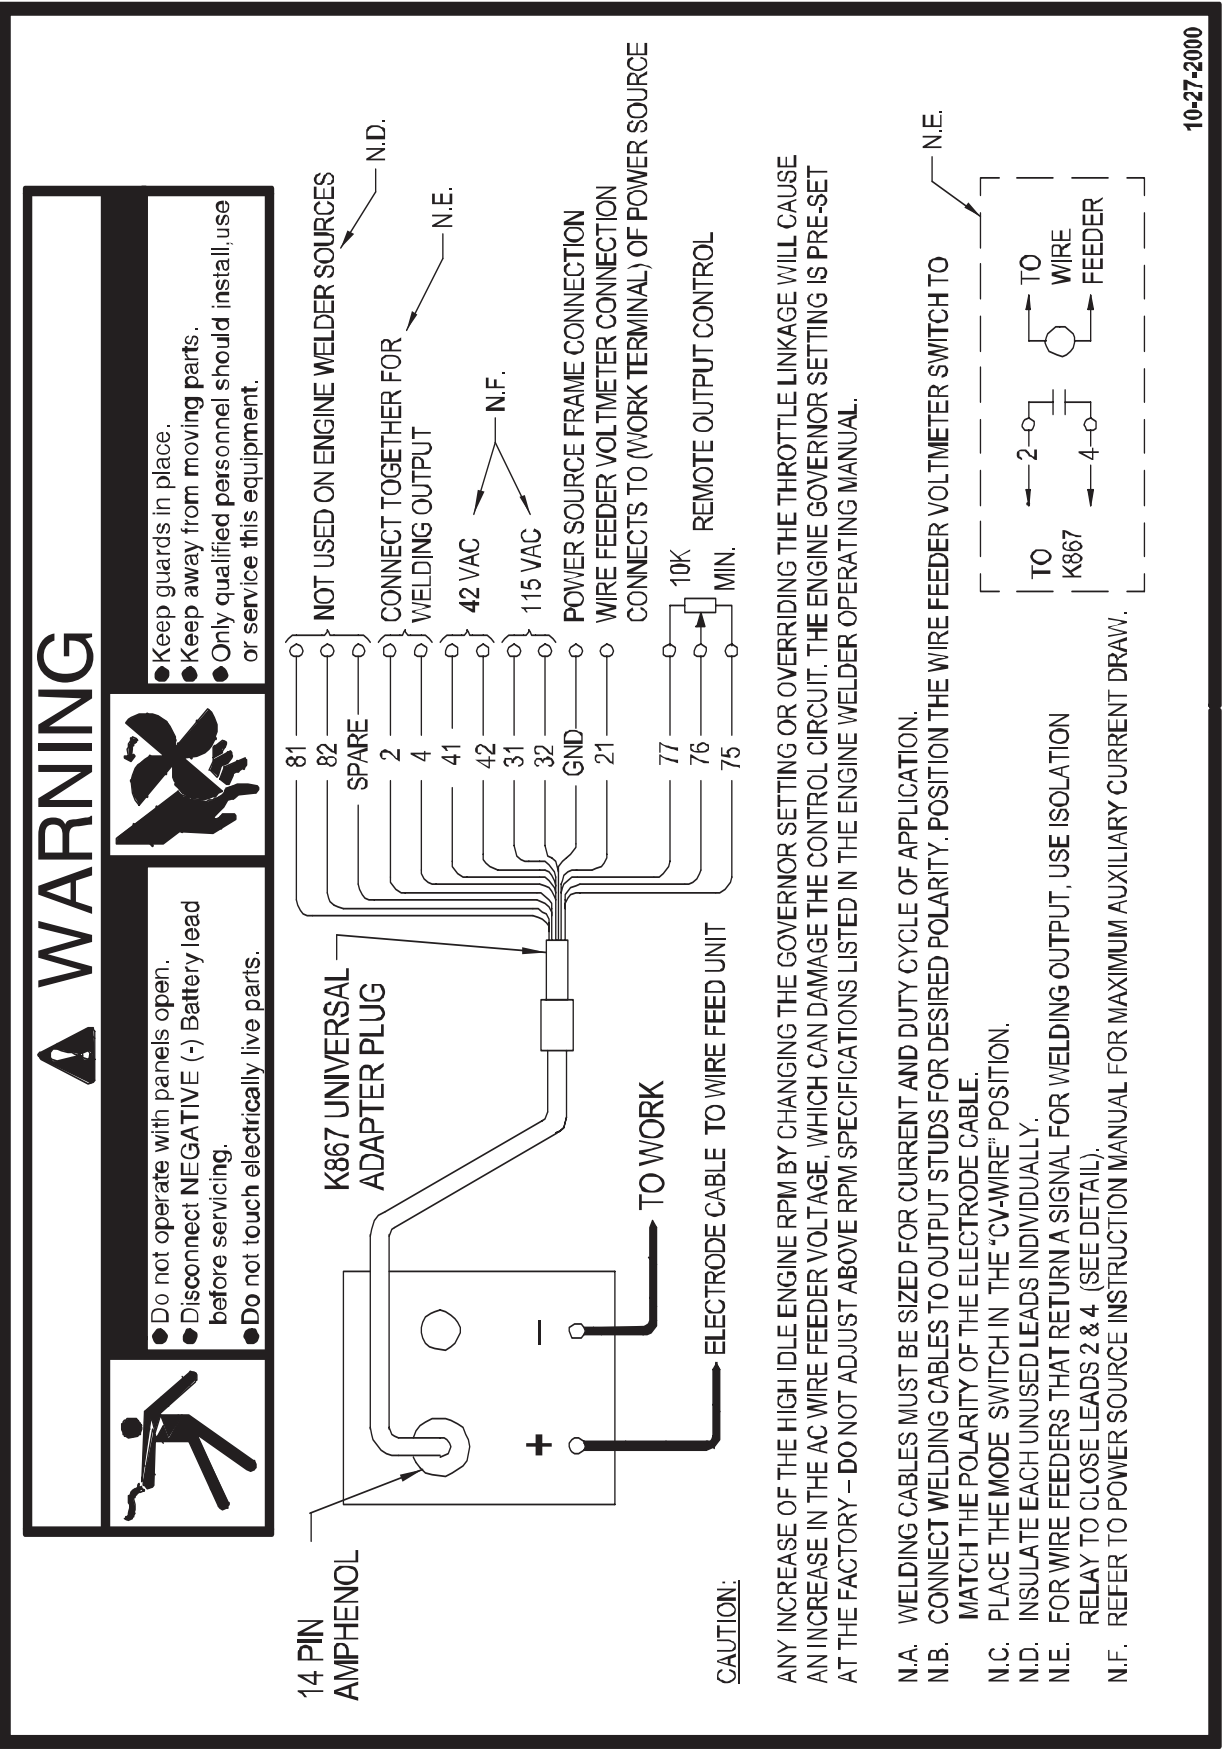 WARNING
● Do not operate with panels open.
● Disconnect NEGATIVE (-) Battery lead
before servicing.
● Do not touch electrically live parts.
● Keep guards in place.
● Keep away from moving parts.
● Only qualified personnel should install, use
or service this equipment.
14 PIN
AMPHENOL
K867 UNIVERSAL
ADAPTER PLUG
+
–
TO WORK
ELECTRODE CABLE TO WIRE FEED UNIT
81
82
SPARE
2
4
41
42
31
32
GND
21
77
76
75
NOT USED ON ENGINE WELDER SOURCES
N.D.
CONNECT TOGETHER FOR
WELDING OUTPUT
N.E.
42 VAC
115 VAC
N.F.
POWER SOURCE FRAME CONNECTION
WIRE FEEDER VOLTMETER CONNECTION
CONNECTS TO (WORK TERMINAL) OF POWER SOURCE
10K
MIN.
REMOTE OUTPUT CONTROL
CAUTION:
ANY INCREASE OF THE HIGH IDLE ENGINE RPM BY CHANGING THE GOVERNOR SETTING OR OVERRIDING THE THROTTLE LINKAGE WILL CAUSE
AN INCREASE IN THE AC WIRE FEEDER VOLTAGE, WHICH CAN DAMAGE THE CONTROL CIRCUIT. THE ENGINE GOVERNOR SETTING IS PRE-SET
AT THE FACTORY – DO NOT ADJUST ABOVE RPM SPECIFICATIONS LISTED IN THE ENGINE WELDER OPERATING MANUAL.
N.A. WELDING CABLES MUST BE SIZED FOR CURRENT AND DUTY CYCLE OF APPLICATION.
N.B. CONNECT WELDING CABLES TO OUTPUT STUDS FOR DESIRED POLARITY. POSITION THE WIRE FEEDER VOLTMETER SWITCH TO
MATCH THE POLARITY OF THE ELECTRODE CABLE.
N.C. PLACE THE MODE SWITCH IN THE "CV-WIRE" POSITION.
N.D. INSULATE EACH UNUSED LEADS INDIVIDUALLY.
N.E. FOR WIRE FEEDERS THAT RETURN A SIGNAL FOR WELDING OUTPUT, USE ISOLATION
RELAY TO CLOSE LEADS 2 & 4 (SEE DETAIL).
N.F. REFER TO POWER SOURCE INSTRUCTION MANUAL FOR MAXIMUM AUXILIARY CURRENT DRAW.
N.E.
TO
K867
2
4
TO
WIRE
FEEDER
10-27-2000